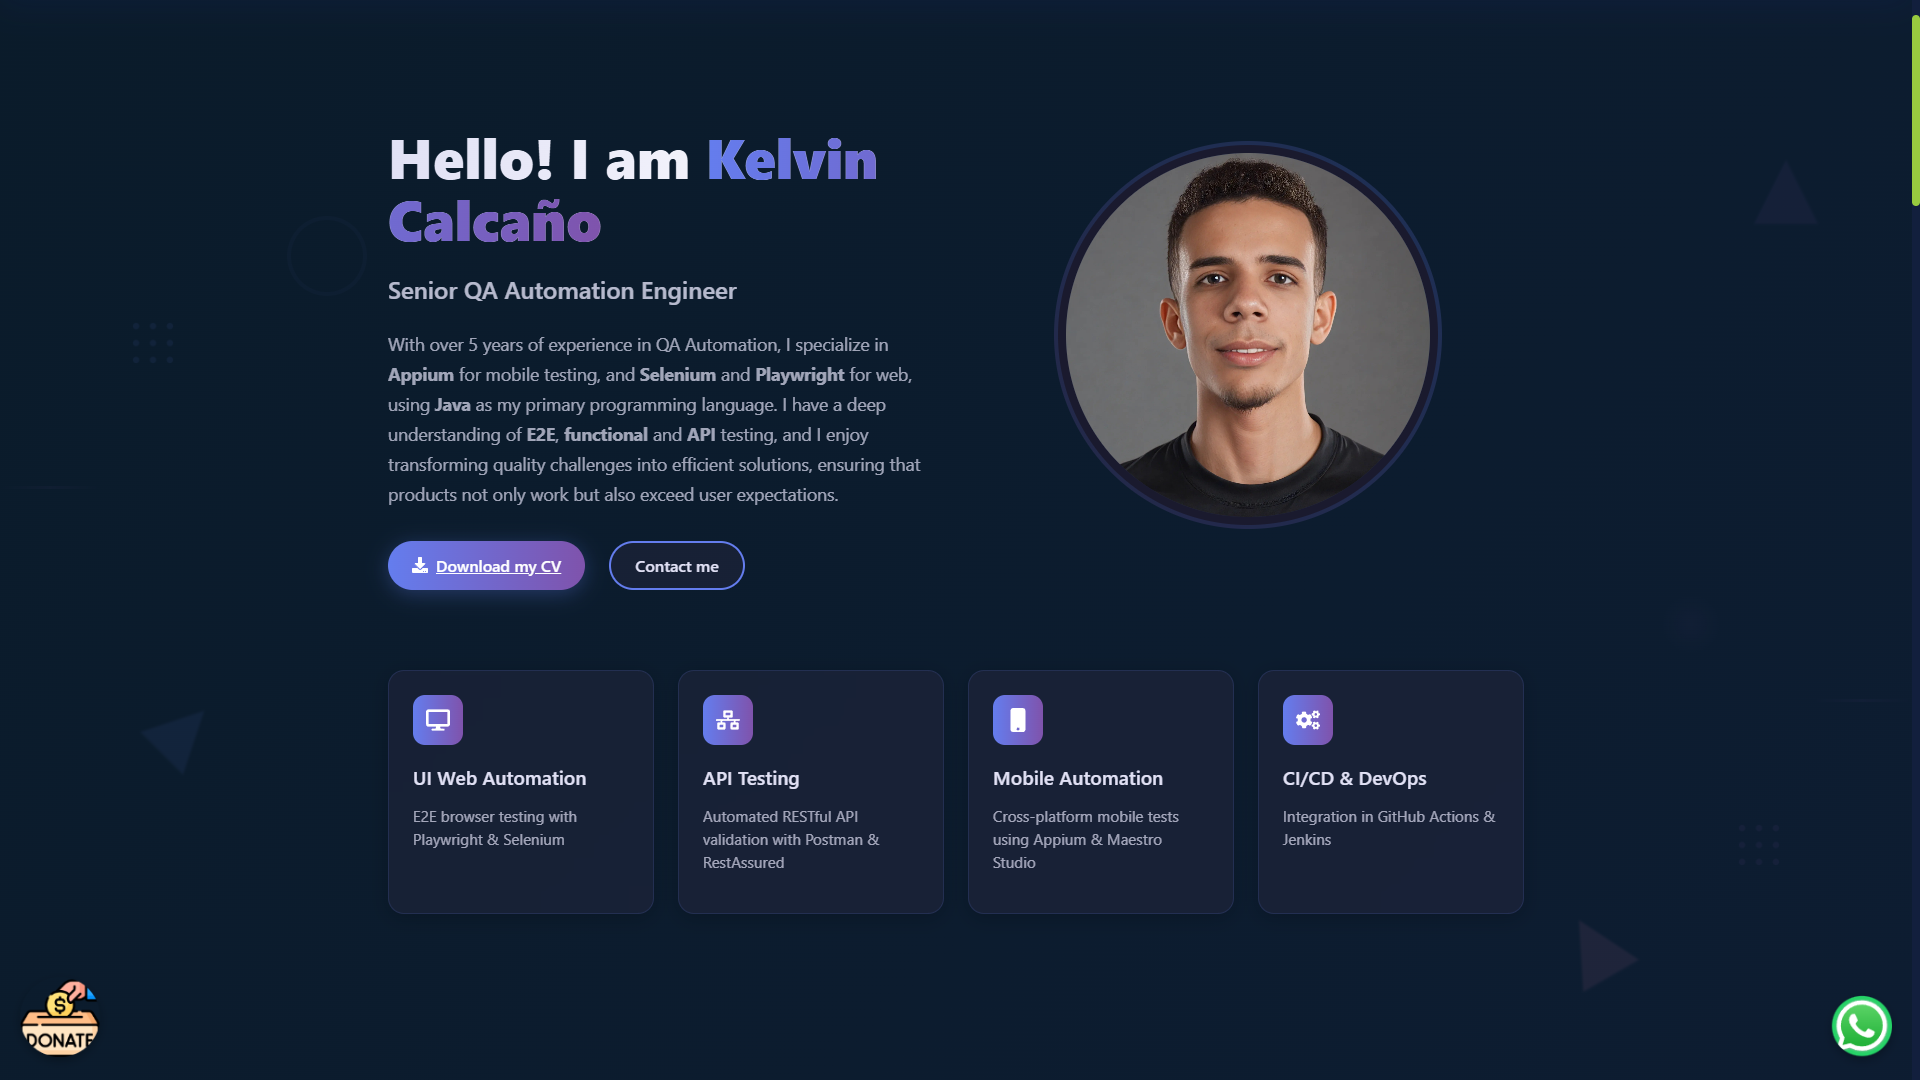 Hello! I am Kelvin
Calcaño
Senior QA Automation Engineer
With over 5 years of experience in QA Automation, I specialize in
Appium for mobile testing, and Selenium and Playwright for web,
using Java as my primary programming language. I have a deep
understanding of E2E, functional and API testing, and I enjoy
transforming quality challenges into efficient solutions, ensuring that
products not only work but also exceed user expectations.
Download my CV
Contact me
UI Web Automation
E2E browser testing with
Playwright & Selenium
API Testing
Automated RESTful API
validation with Postman &
RestAssured
Mobile Automation
Cross-platform mobile tests
using Appium & Maestro
Studio
CI/CD & DevOps
Integration in GitHub Actions &
Jenkins
$
DONATE